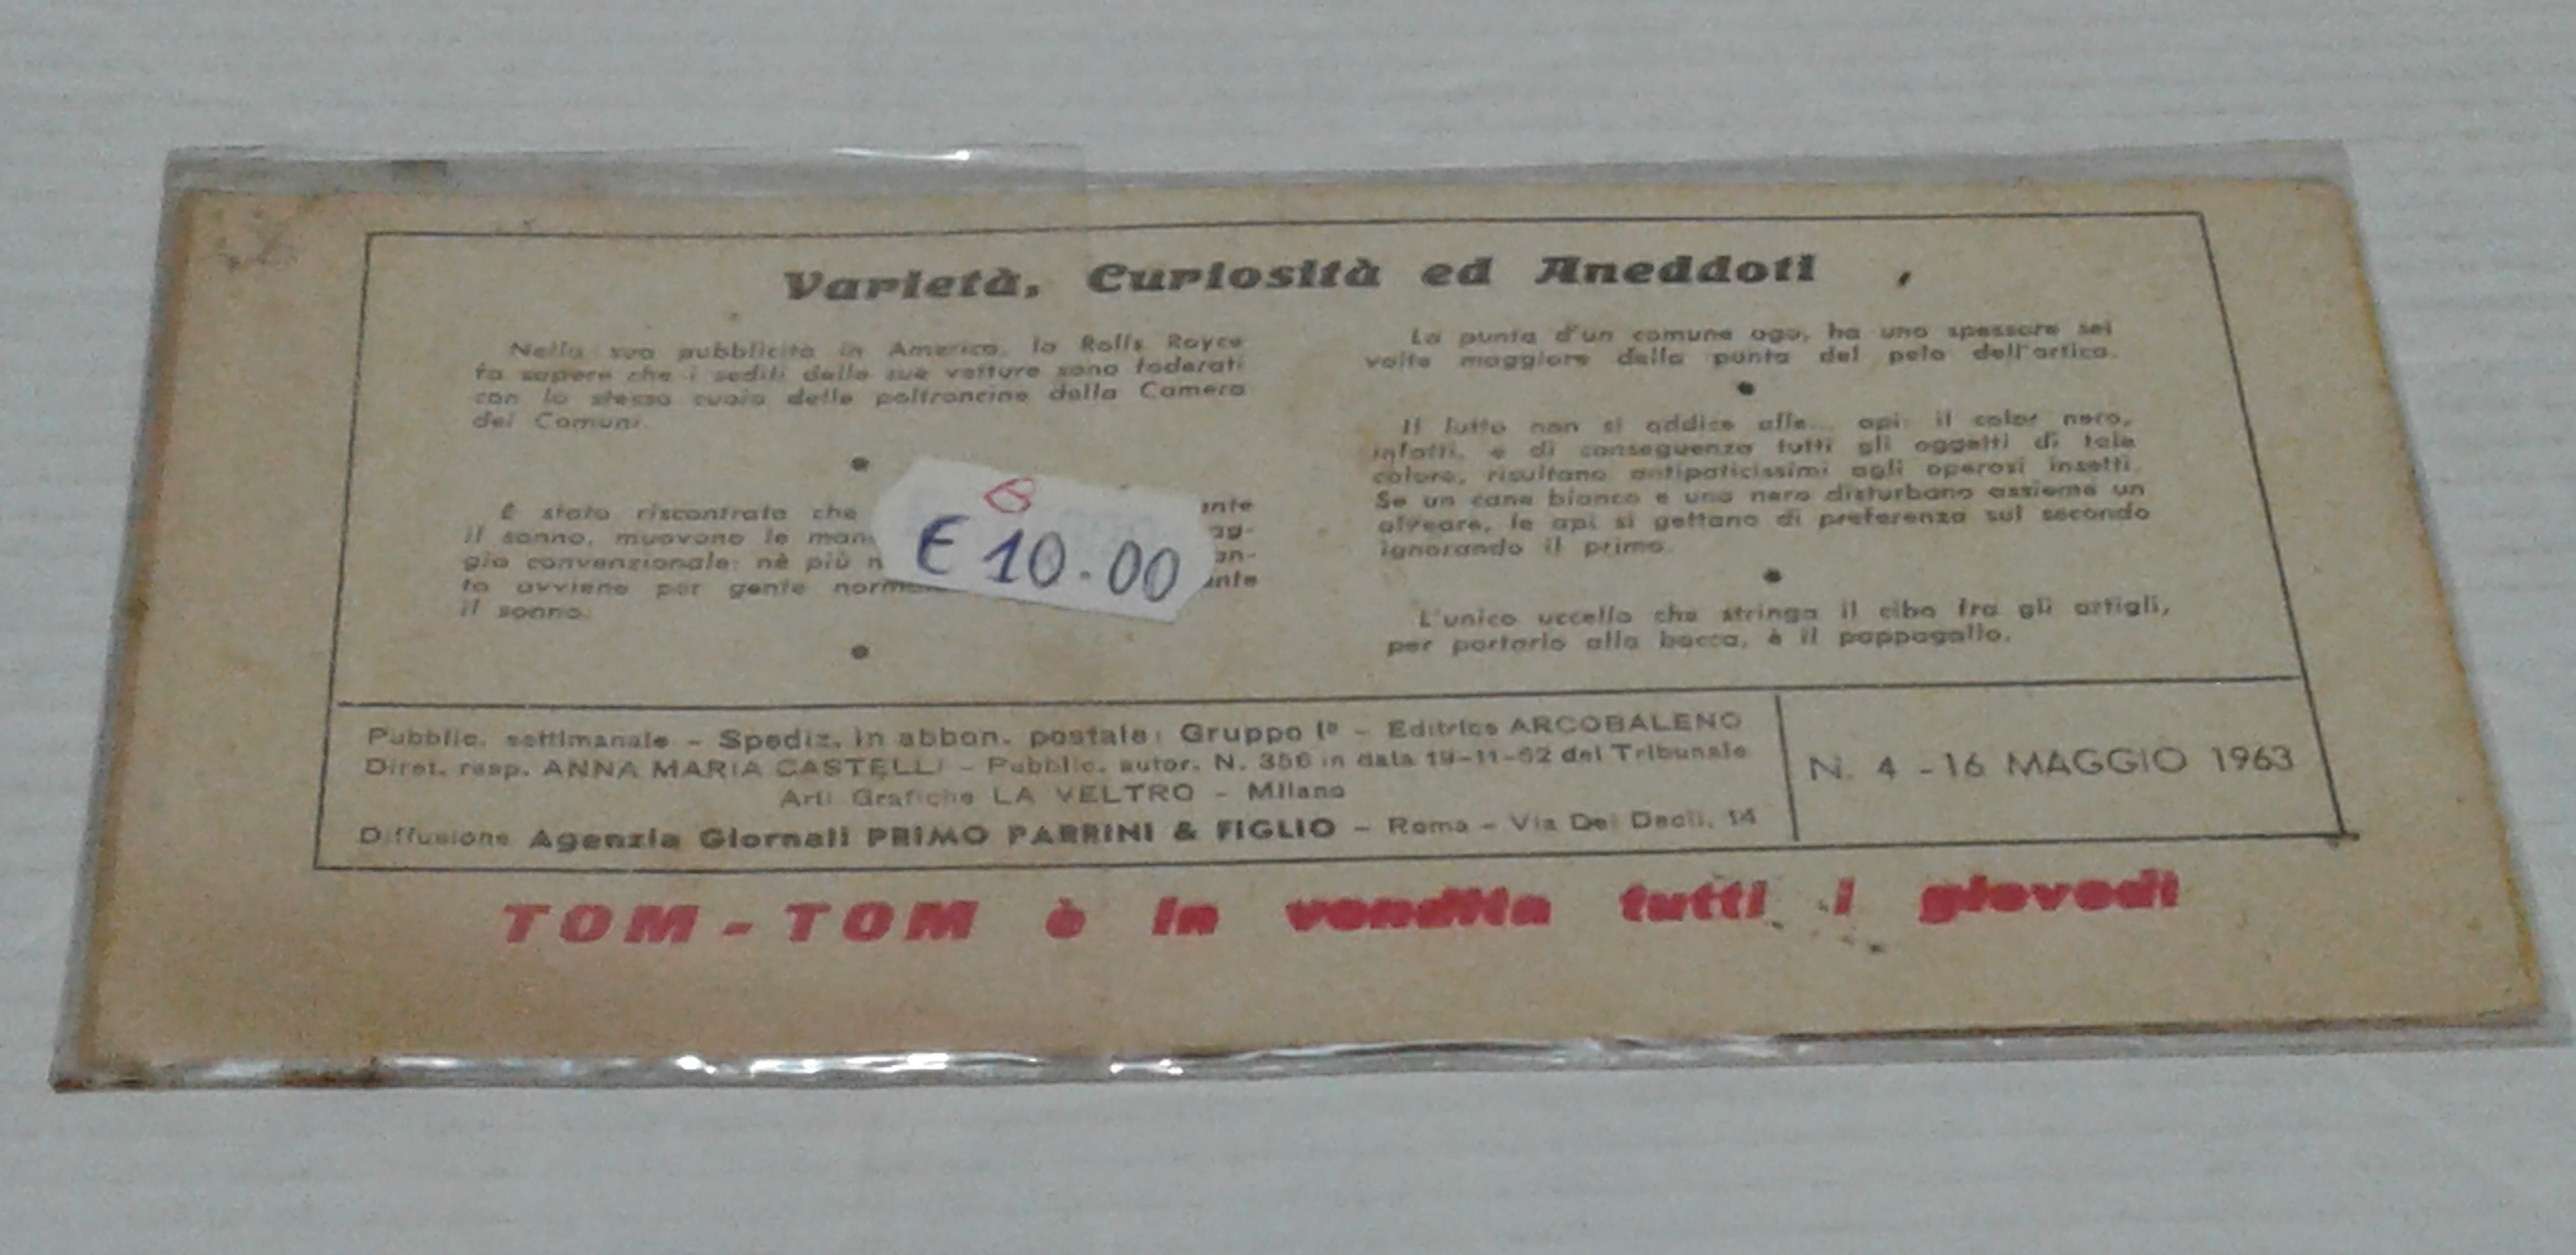 Varietà, Curiosità ed Aneddoti
Nella sua pubblicità in America, la Rolls Royce
fa sapere che i sedili delle sue vetture sono foderati
con lo stesso cuoio delle poltroncine della Camera
dei Comuni.
È stato riscontrato che
il sonno, muovono le mani
gio convenzionale: nè più n
to avviene per gente norm
il sonno.
€ 10.00
La punta d'un comune ago, ha uno spessore sei
volte maggiore della punta del pelo dell'ortica.
Il lutto non si addice alle... api: il color nero,
infatti, e di conseguenza tutti gli oggetti di tale
colore, risultano antipaticissimi agli operosi insetti.
Se un cane bianco e uno nero disturbano assieme un
alveare, le api si gettano di preferenza sul secondo
ignorando il primo.
L'unico uccello che stringa il cibo fra gli artigli,
per portarlo alla bocca, è il pappagallo.
Pubblic. settimanale - Spediz. in abbon. postale: Gruppo Iº - Editrice ARCOBALENO
Diret. resp. ANNA MARIA CASTELLI - Pubblic. autor. N. 356 in data 19-11-62 del Tribunale
Arti Grafiche LA VELTRO - Milano
Diffusione Agenzia Giornali PRIMO PARRINI & FIGLIO - Roma - Via Dei Decii, 14
N. 4 - 16 MAGGIO 1963
TOM - TOM è in vendita tutti i giovedì